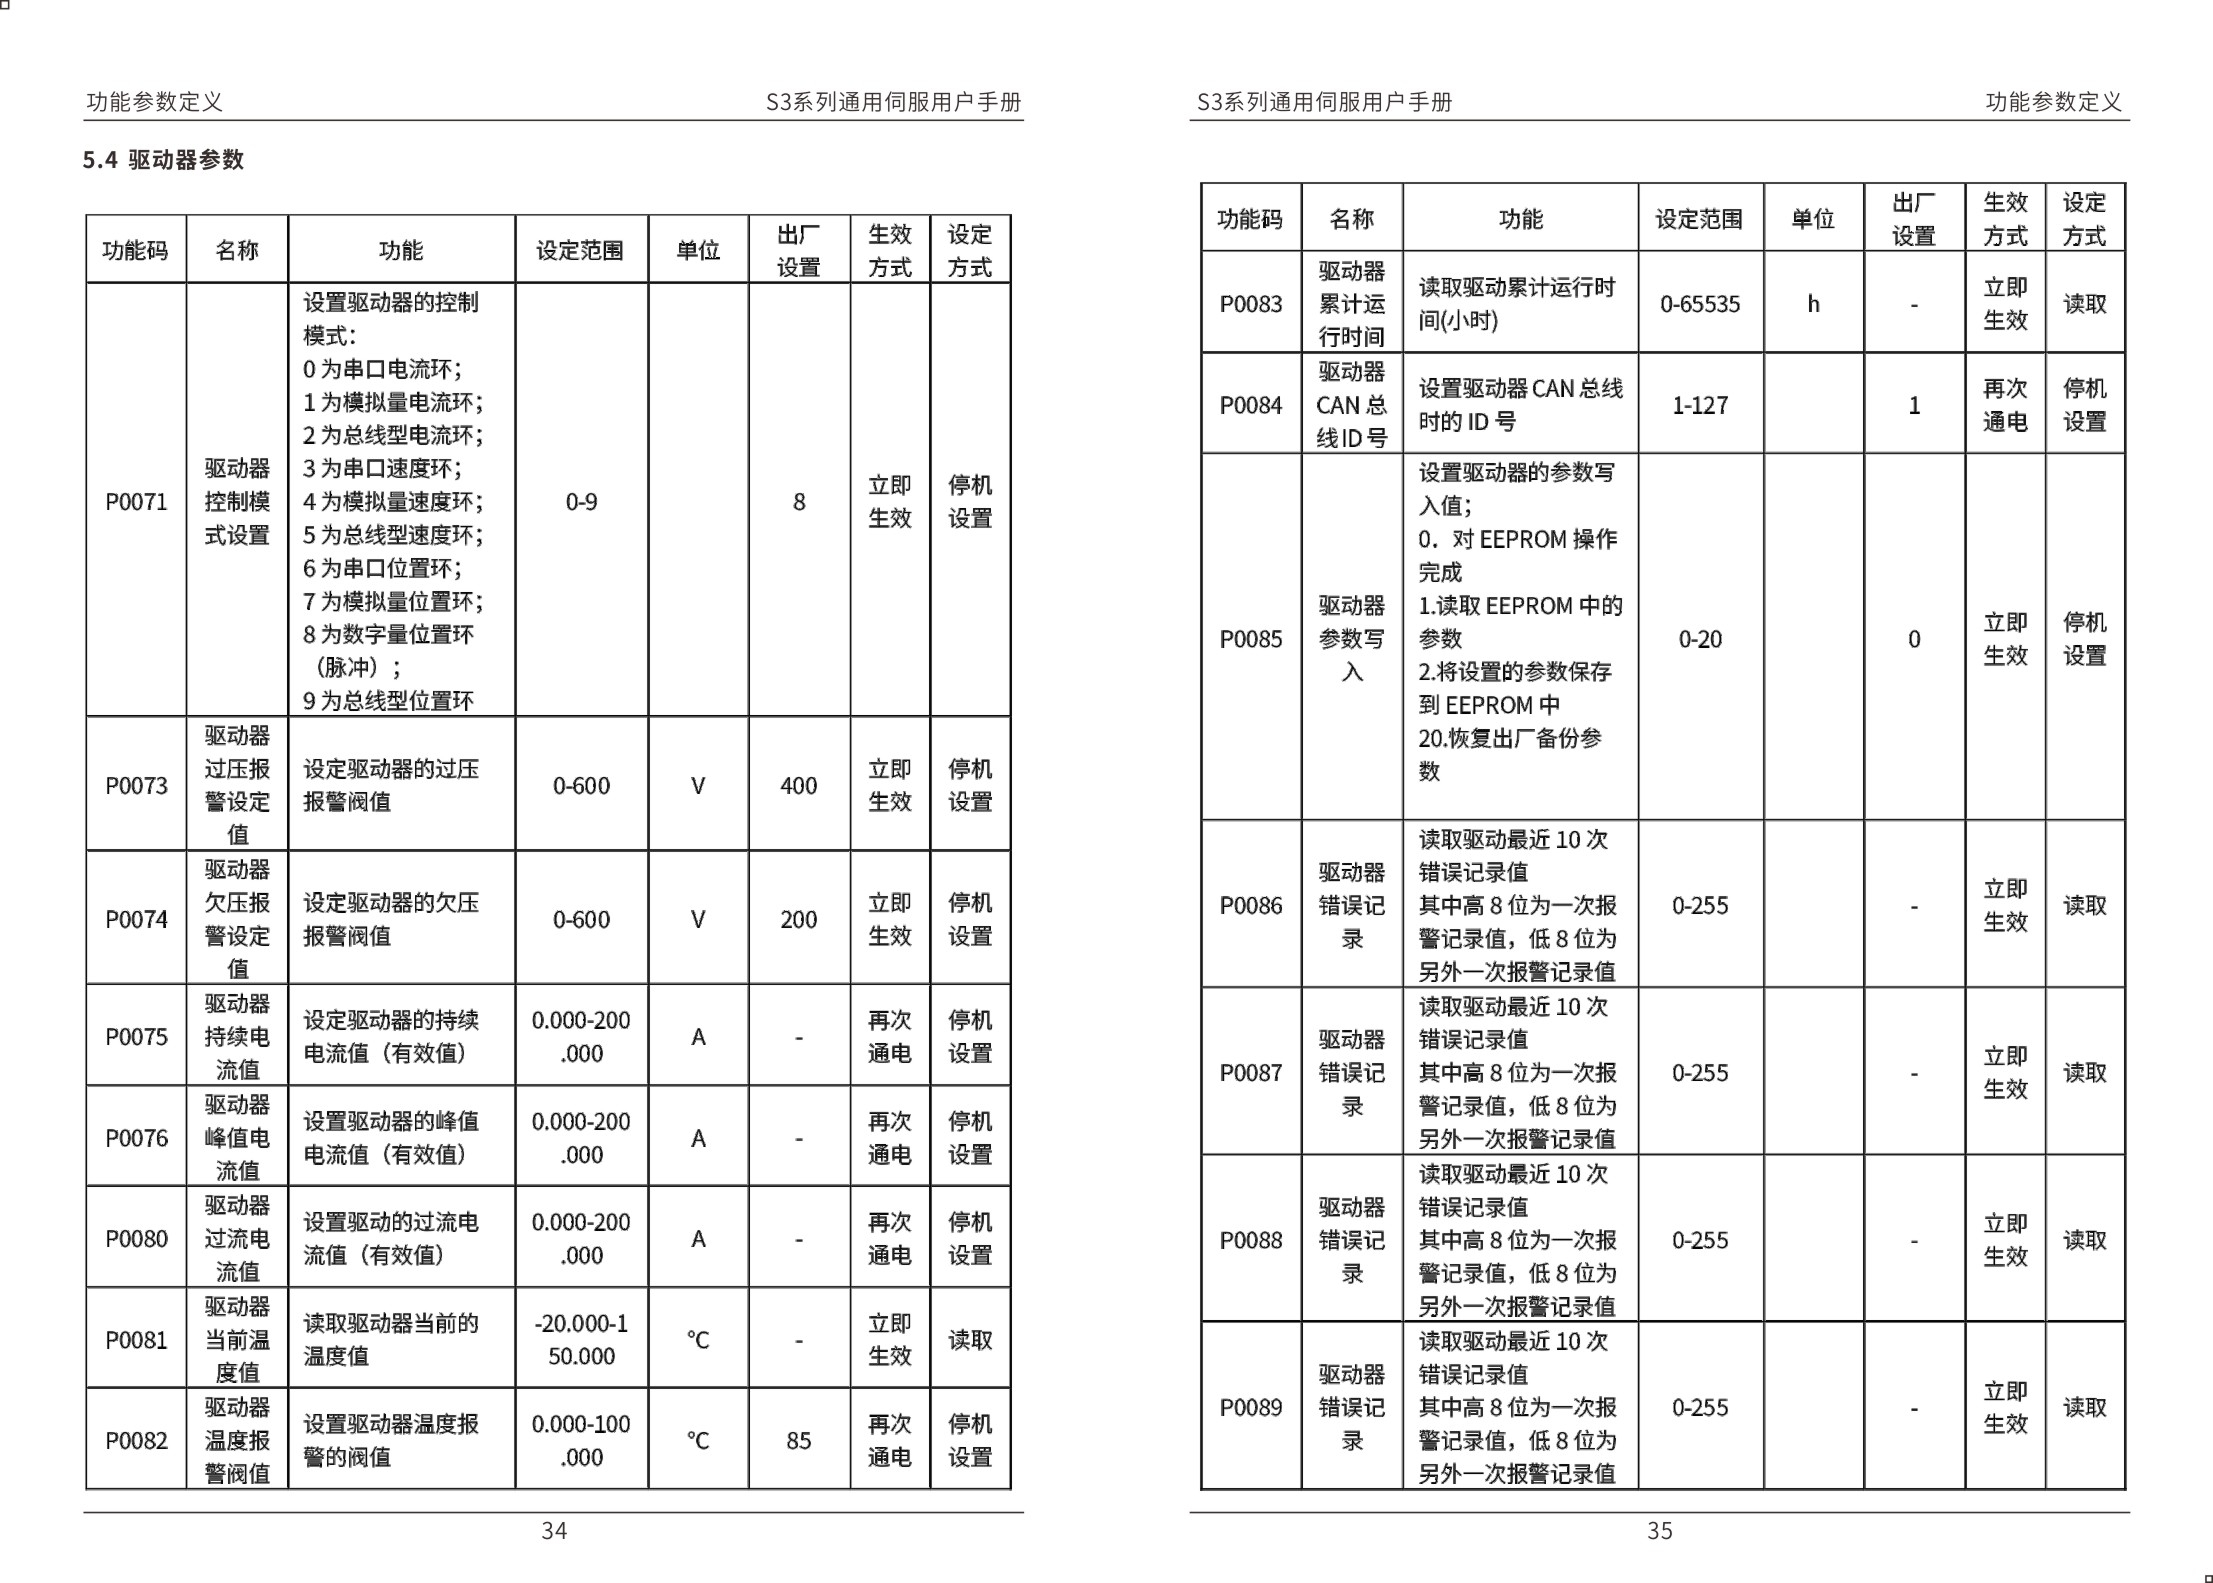 功能参数定义 S3系列通用伺服用户手册
5.4 驱动器参数
功能码 名称 功能 设定范围 单位 出厂
设置 生效
方式 设定
方式
P0071 驱动器
控制模
式设置 设置驱动器的控制
模式：
0 为串口电流环；
1 为模拟量电流环；
2 为总线型电流环；
3 为串口速度环；
4 为模拟量速度环；
5 为总线型速度环；
6 为串口位置环；
7 为模拟量位置环；
8 为数字量位置环
（脉冲）；
9 为总线型位置环 0-9 8 立即
生效 停机
设置
P0073 驱动器
过压报
警设定
值 设定驱动器的过压
报警阀值 0-600 V 400 立即
生效 停机
设置
P0074 驱动器
欠压报
警设定
值 设定驱动器的欠压
报警阀值 0-600 V 200 立即
生效 停机
设置
P0075 驱动器
持续电
流值 设定驱动器的持续
电流值（有效值） 0.000-200
.000 A - 再次
通电 停机
设置
P0076 驱动器
峰值电
流值 设置驱动器的峰值
电流值（有效值） 0.000-200
.000 A - 再次
通电 停机
设置
P0080 驱动器
过流电
流值 设置驱动的过流电
流值（有效值） 0.000-200
.000 A - 再次
通电 停机
设置
P0081 驱动器
当前温
度值 读取驱动器当前的
温度值 -20.000-1
50.000 ℃ - 立即
生效 读取
P0082 驱动器
温度报
警阀值 设置驱动器温度报
警的阀值 0.000-100
.000 ℃ 85 再次
通电 停机
设置
34
S3系列通用伺服用户手册 功能参数定义
功能码 名称 功能 设定范围 单位 出厂
设置 生效
方式 设定
方式
P0083 驱动器
累计运
行时间 读取驱动累计运行时
间(小时) 0-65535 h - 立即
生效 读取
P0084 驱动器
CAN 总
线 ID 号 设置驱动器 CAN 总线
时的 ID 号 1-127 1 再次
通电 停机
设置
P0085 驱动器
参数写
入 设置驱动器的参数写
入值；
0．对 EEPROM 操作
完成
1.读取 EEPROM 中的
参数
2.将设置的参数保存
到 EEPROM 中
20.恢复出厂备份参
数 0-20 0 立即
生效 停机
设置
P0086 驱动器
错误记
录 读取驱动最近 10 次
错误记录值
其中高 8 位为一次报
警记录值，低 8 位为
另外一次报警记录值 0-255 - 立即
生效 读取
P0087 驱动器
错误记
录 读取驱动最近 10 次
错误记录值
其中高 8 位为一次报
警记录值，低 8 位为
另外一次报警记录值 0-255 - 立即
生效 读取
P0088 驱动器
错误记
录 读取驱动最近 10 次
错误记录值
其中高 8 位为一次报
警记录值，低 8 位为
另外一次报警记录值 0-255 - 立即
生效 读取
P0089 驱动器
错误记
录 读取驱动最近 10 次
错误记录值
其中高 8 位为一次报
警记录值，低 8 位为
另外一次报警记录值 0-255 - 立即
生效 读取
35